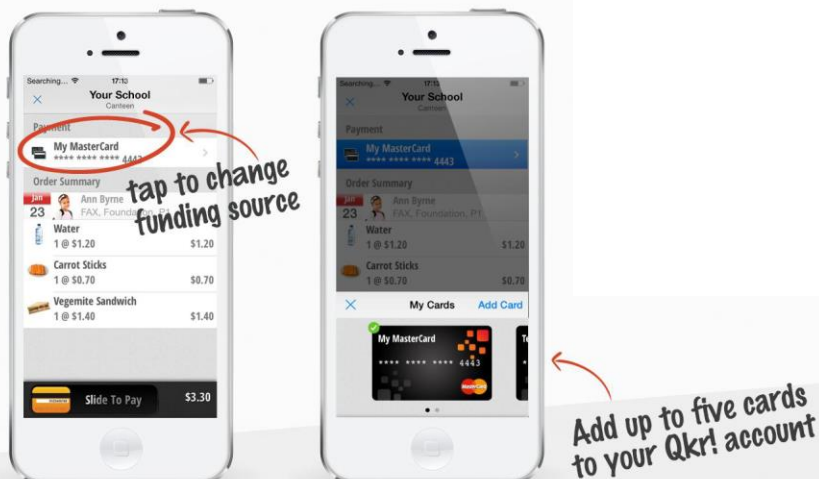 Searching...
Your School
Canteen
Payment
My MasterCard
**** **** **** 4443
Order Summary
Jan
23
Ann Byrne
FAX, Foundation, P1
Water
1 @ $1.20 $1.20
Carrot Sticks
1 @ $0.70 $0.70
Vegemite Sandwich
1 @ $1.40 $1.40
Slide To Pay $3.30
tap to change
funding source
Searching...
Your School
Canteen
Payment
My MasterCard
**** **** **** 4443
Order Summary
Jan
23
Ann Byrne
FAX, Foundation, P1
Water
1 @ $1.20 $1.20
Carrot Sticks
1 @ $0.70 $0.70
My Cards Add Card
My MasterCard
**** **** **** 4443
MasterCard
Add up to five cards
to your Qkr! account